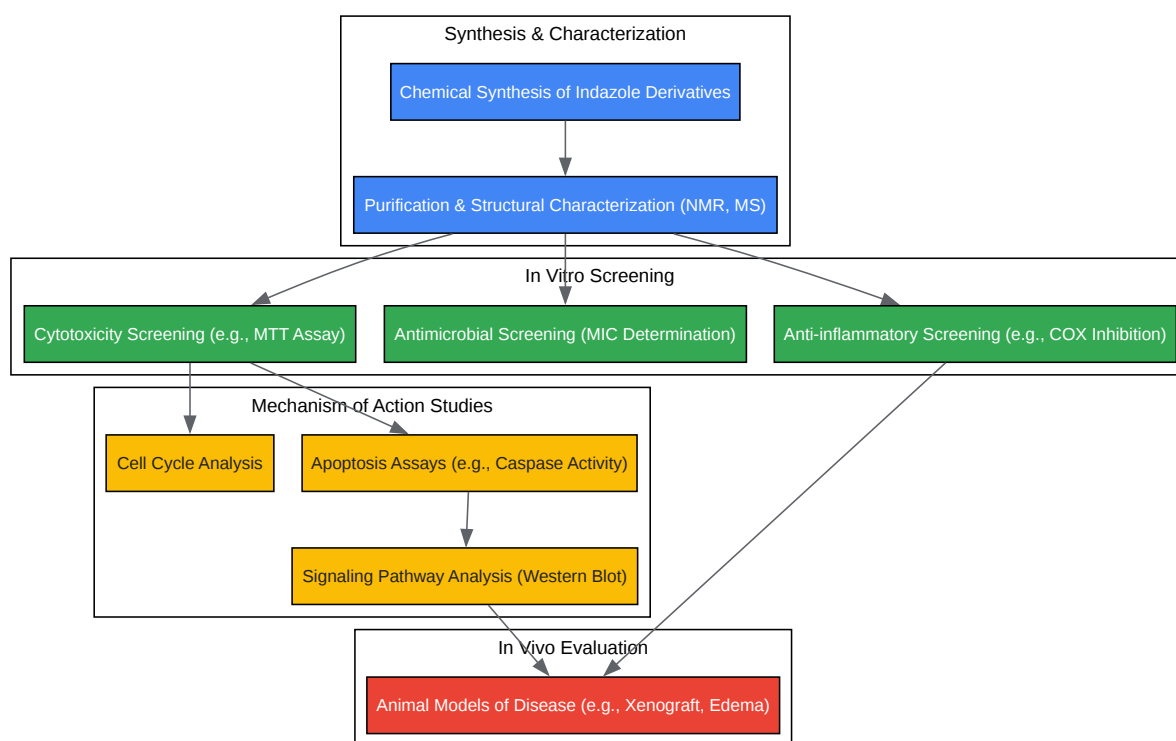 Synthesis & Characterization
Chemical Synthesis of Indazole Derivatives
Purification & Structural Characterization (NMR, MS)
In Vitro Screening
Cytotoxicity Screening (e.g., MTT Assay)
Antimicrobial Screening (MIC Determination)
Anti-inflammatory Screening (e.g., COX Inhibition)
Mechanism of Action Studies
Cell Cycle Analysis
Apoptosis Assays (e.g., Caspase Activity)
Signaling Pathway Analysis (Western Blot)
In Vivo Evaluation
Animal Models of Disease (e.g., Xenograft, Edema)